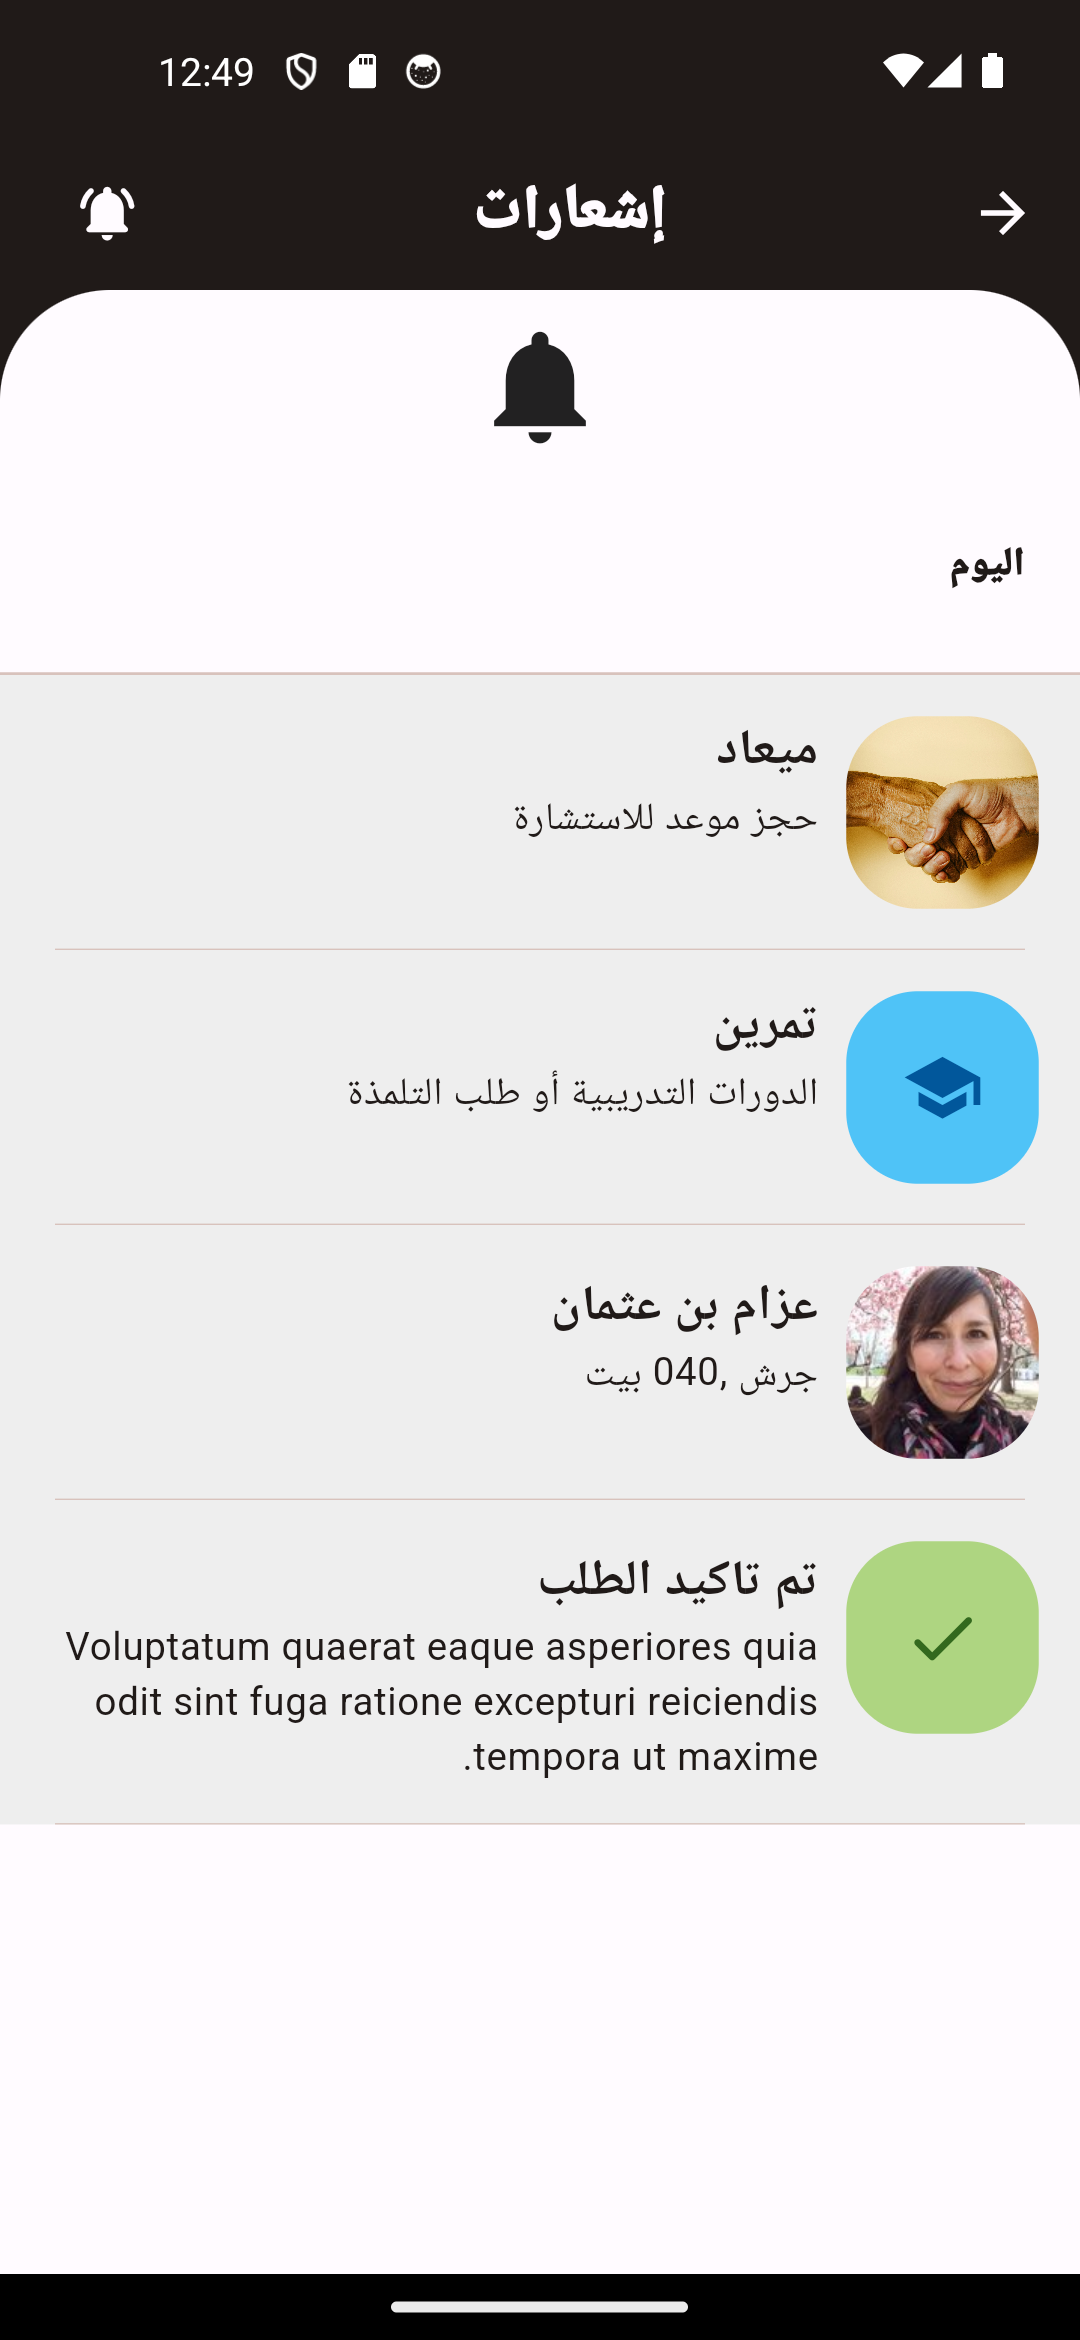 12:49
إشعارات
اليوم
ميعاد
حجز موعد للاستشارة
تمرين
الدورات التدريبية أو طلب التلمذة
عزام بن عثمان
جرش ,040 بيت
تم تاكيد الطلب
Voluptatum quaerat eaque asperiores quia
odit sint fuga ratione excepturi reiciendis
tempora ut maxime.